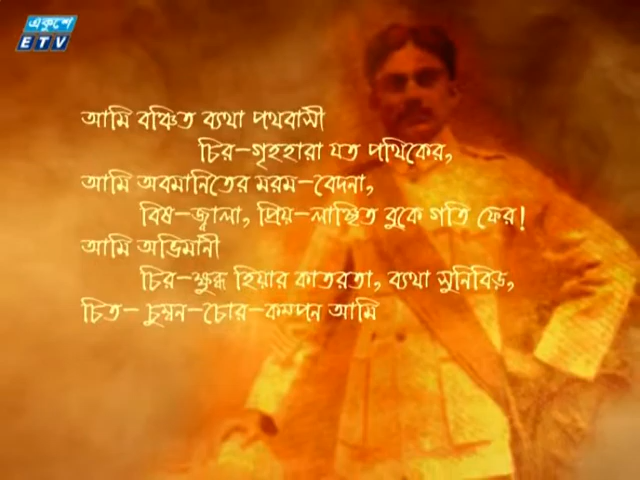 একুশে
ETV
আমি বঞ্চিত ব্যথা পথবাসী
চির-গৃহহারা যত পথিকের,
আমি অবমানিতের মরম-বেদনা,
বিষ-জ্বালা, প্রিয়-লাঞ্ছিত বুকে গতি ফের!
আমি অভিমানী
চির-ক্ষুব্ধ হিয়ার কাতরতা, ব্যথা সুনিবিড়,
চিত- চুম্বন-চোর-কম্পন আমি